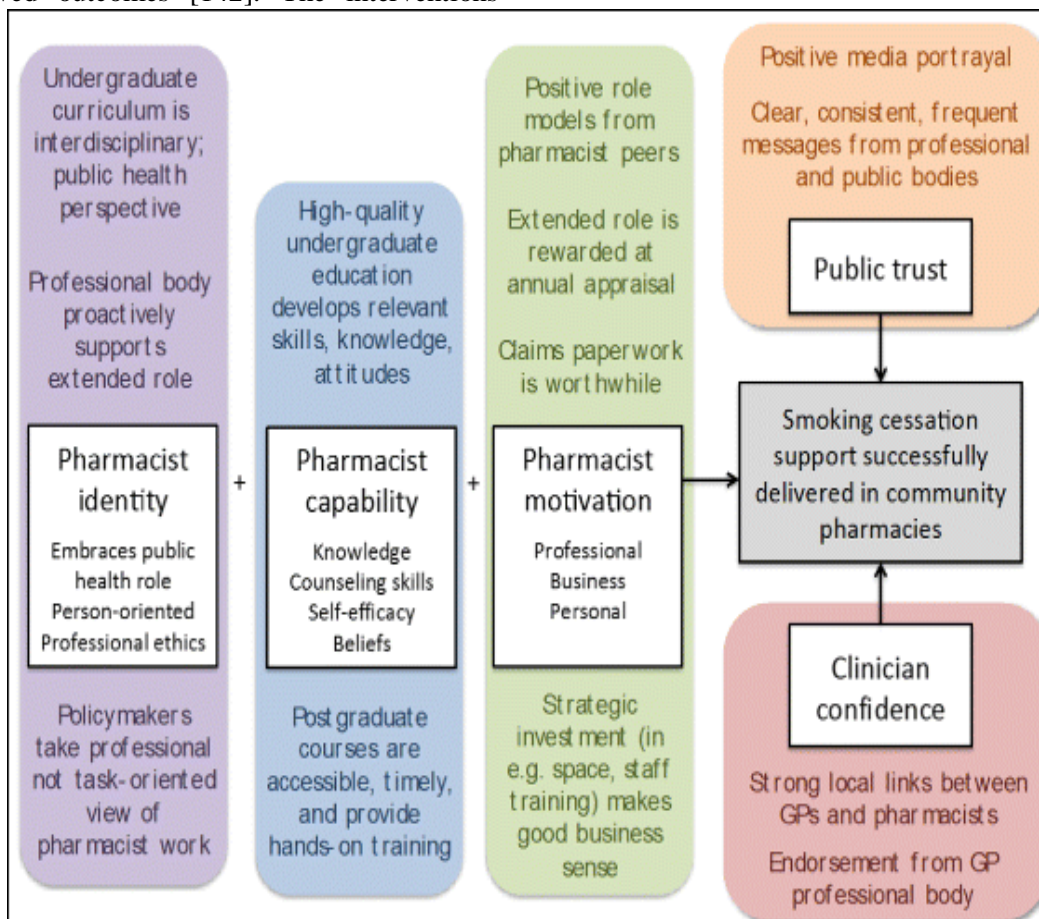 outcomes [142]. The interventions
Undergraduate
curriculum is
interdisciplinary;
public health
perspective
Professional body
proactively
supports
extended role
Pharmacist
identity
Embraces public
health role
Person-oriented
Professional ethics
Policymakers
take professional
not task-oriented
view of
pharmacist work
+
High-quality
undergraduate
education
develops relevant
skills, knowledge,
attitudes
Pharmacist
capability
Knowledge
Counseling skills
Self-efficacy
Beliefs
Postgraduate
courses are
accessible, timely,
and provide
hands-on training
+
Positive role
models from
pharmacist peers
Extended role is
rewarded at
annual appraisal
Claims paperwork
is worthwhile
Pharmacist
motivation
Professional
Business
Personal
Strategic
investment (in
e.g. space, staff
training) makes
good business
sense
Positive media portrayal
Clear, consistent, frequent
messages from professional
and public bodies
Public trust
Smoking cessation
support successfully
delivered in community
pharmacies
Clinician
confidence
Strong local links between
GPs and pharmacists
Endorsement from GP
professional body